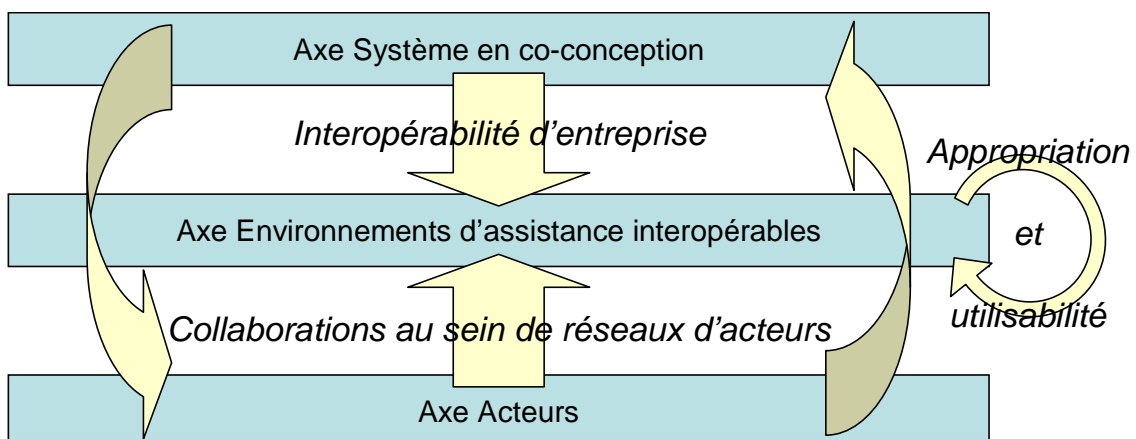 Axe Système en co-conception
Interopérabilité d’entreprise
Appropriation
Axe Environnements d’assistance interopérables
et
utilisabilité
Collaborations au sein de réseaux d’acteurs
Axe Acteurs